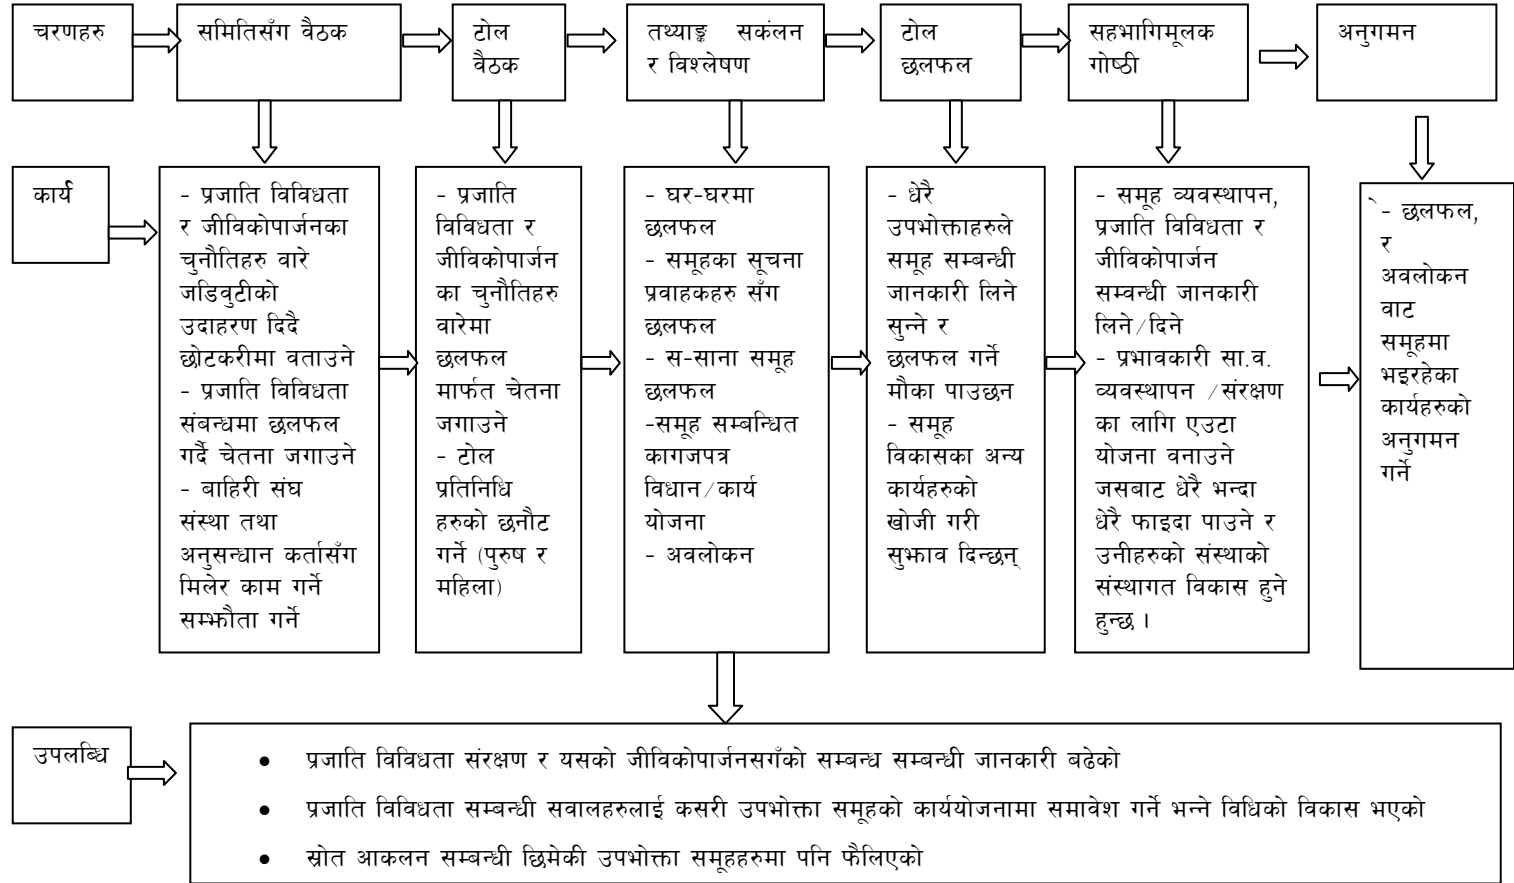 चरणहरु
समितिसँग वैठक
टोल
वैठक
तथ्याङ्क सकंलन
र विश्लेषण
टोल
छलफल
सहभागिमूलक
गोष्ठी
अनुगमन
कार्य
- प्रजाति विविधता
र जीविकोपार्जनका
चुनौतिहरु वारे
जडिवुटीको
उदाहरण दिदै
छोटकरीमा वताउने
- प्रजाति विविधता
संबन्धमा छलफल
गर्दै चेतना जगाउने
- बाहिरी संघ
संस्था तथा
अनुसन्धान कर्तासँग
मिलेर काम गर्ने
सम्झौता गर्ने
- प्रजाति
विविधता र
जीविकोपार्जन
का चुनौतिहरु
वारेमा
छलफल
मार्फत चेतना
जगाउने
- टोल
प्रतिनिधि
हरुको छनौट
गर्ने (पुरुष र
महिला)
- घर-घरमा
छलफल
- समूहका सूचना
प्रवाहकहरु सँग
छलफल
- स-साना समूह
छलफल
-समूह सम्बन्धित
कागजपत्र
विधान/कार्य
योजना
- अवलोकन
- धेरै
उपभोक्ताहरुले
समूह सम्बन्धी
जानकारी लिने
सुन्ने र
छलफल गर्ने
मौका पाउछन
- समूह
विकासका अन्य
कार्यहरुको
खोजी गरी
सुझाव दिन्छन्
- समूह व्यवस्थापन,
प्रजाति विविधता र
जीविकोपार्जन
सम्वन्धी जानकारी
लिने/दिने
- प्रभावकारी सा.व.
व्यवस्थापन /संरक्षण
का लागि एउटा
योजना वनाउने
जसबाट धेरै भन्दा
धेरै फाइदा पाउने र
उनीहरुको संस्थाको
संस्थागत विकास हुने
हुन्छ ।
े- छलफल,
र
अवलोकन
वाट
समूहमा
भइरहेका
कार्यहरुको
अनुगमन
गर्ने
उपलब्धि
• प्रजाति विविधता संरक्षण र यसको जीविकोपार्जनसगँको सम्बन्ध सम्बन्धी जानकारी बढेको
• प्रजाति विविधता सम्बन्धी सवालहरुलाई कसरी उपभोक्ता समूहको कार्ययोजनामा समावेश गर्ने भन्ने विधिको विकास भएको
• स्रोत आकलन सम्बन्धी छिमेकी उपभोक्ता समूहहरुमा पनि फैलिएको